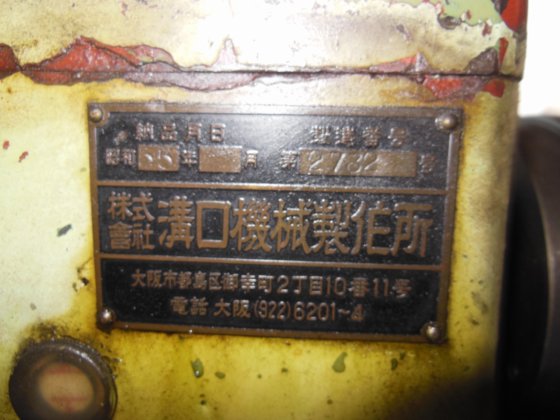 納品月日 製造番号
昭和 55年 月 第 2732 号
株式會社 溝口機械製作所
大阪市都島区御幸町2丁目10番11号
電話 大阪(922)6201〜4